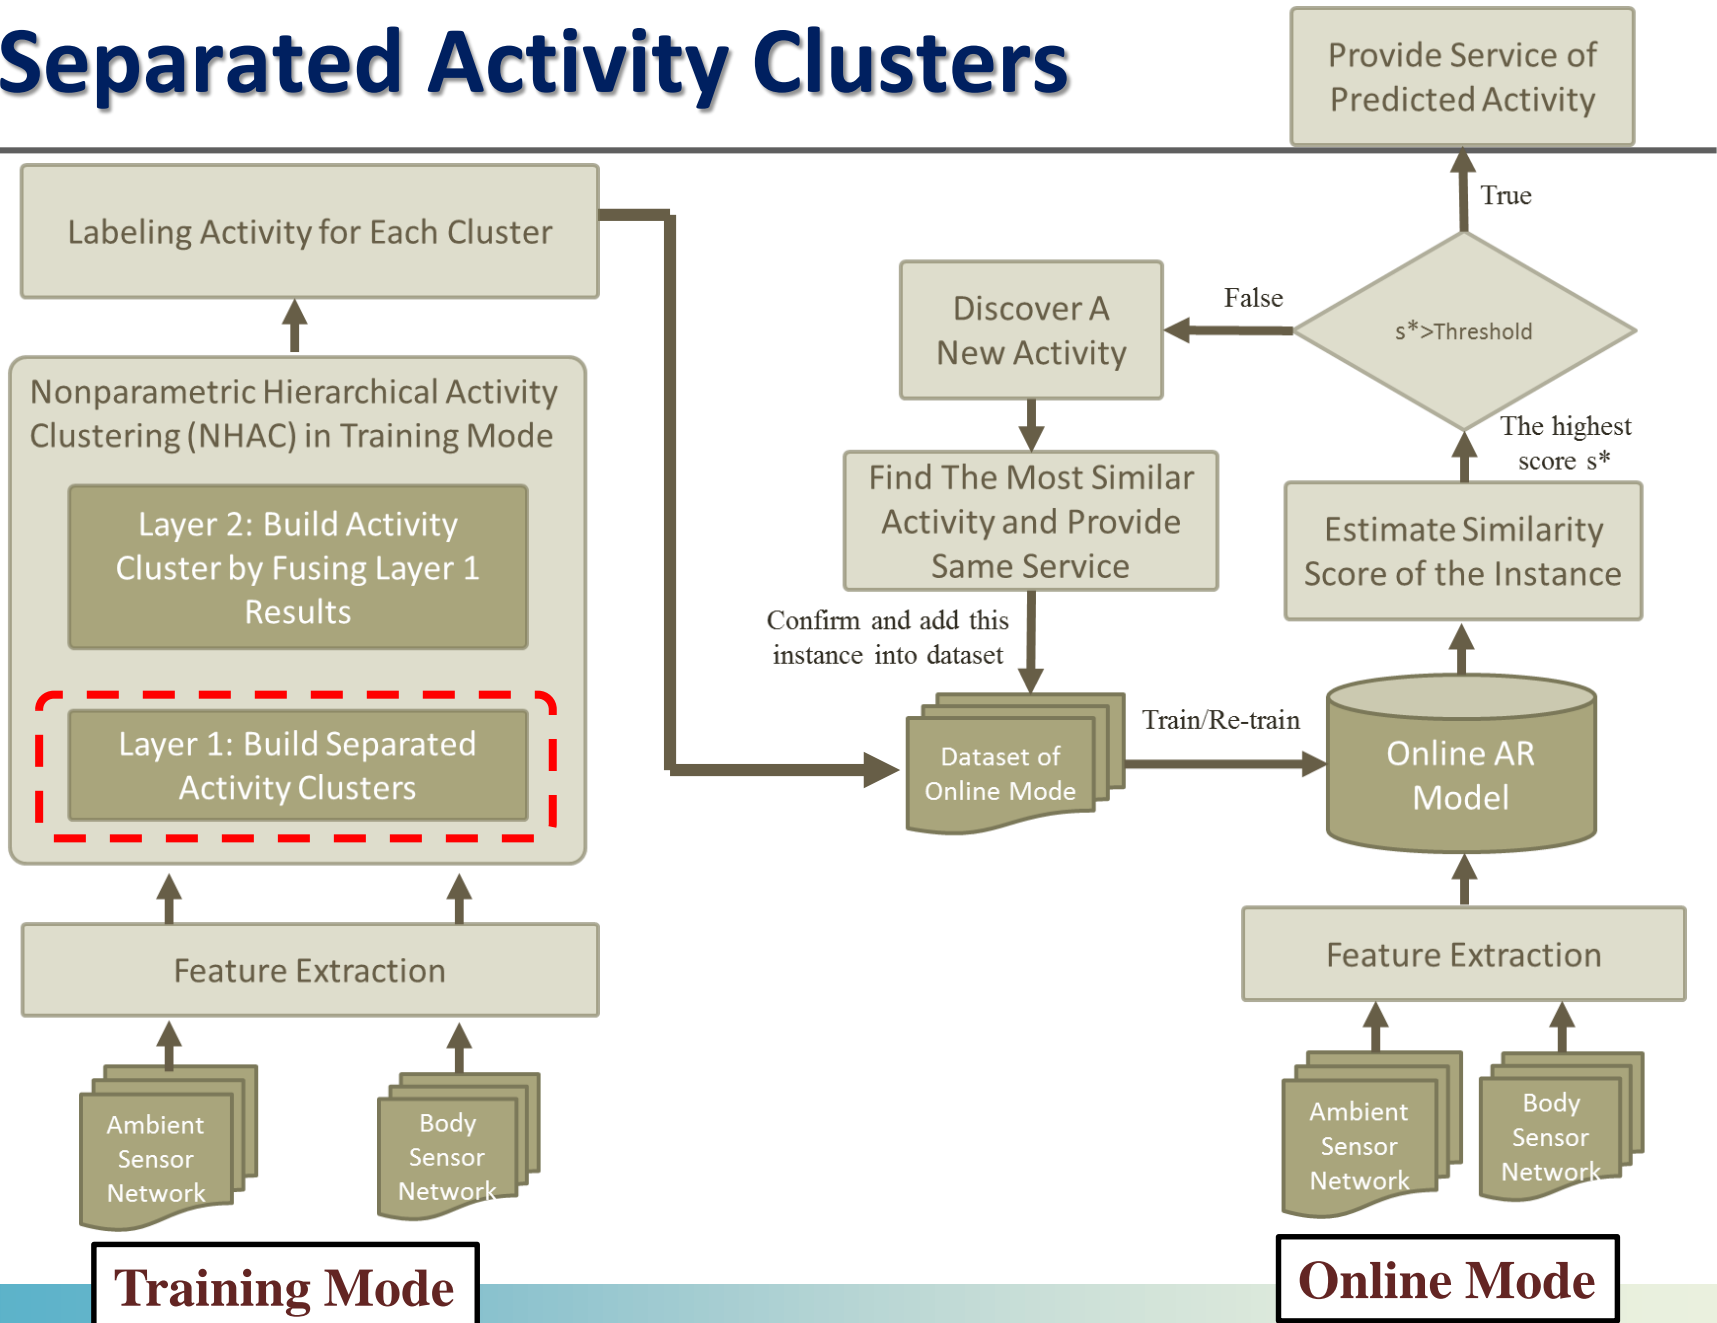 Separated Activity Clusters
Provide Service of
Predicted Activity
True
Labeling Activity for Each Cluster
Discover A
New Activity
False
s*>Threshold
Nonparametric Hierarchical Activity
Clustering (NHAC) in Training Mode
The highest
score s*
Find The Most Similar
Activity and Provide
Same Service
Estimate Similarity
Score of the Instance
Layer 2: Build Activity
Cluster by Fusing Layer 1
Results
Confirm and add this
instance into dataset
Layer 1: Build Separated
Activity Clusters
Dataset of
Online Mode
Train/Re-train
Online AR
Model
Feature Extraction
Feature Extraction
Ambient
Sensor
Network
Body
Sensor
Network
Ambient
Sensor
Network
Body
Sensor
Network
Training Mode
Online Mode